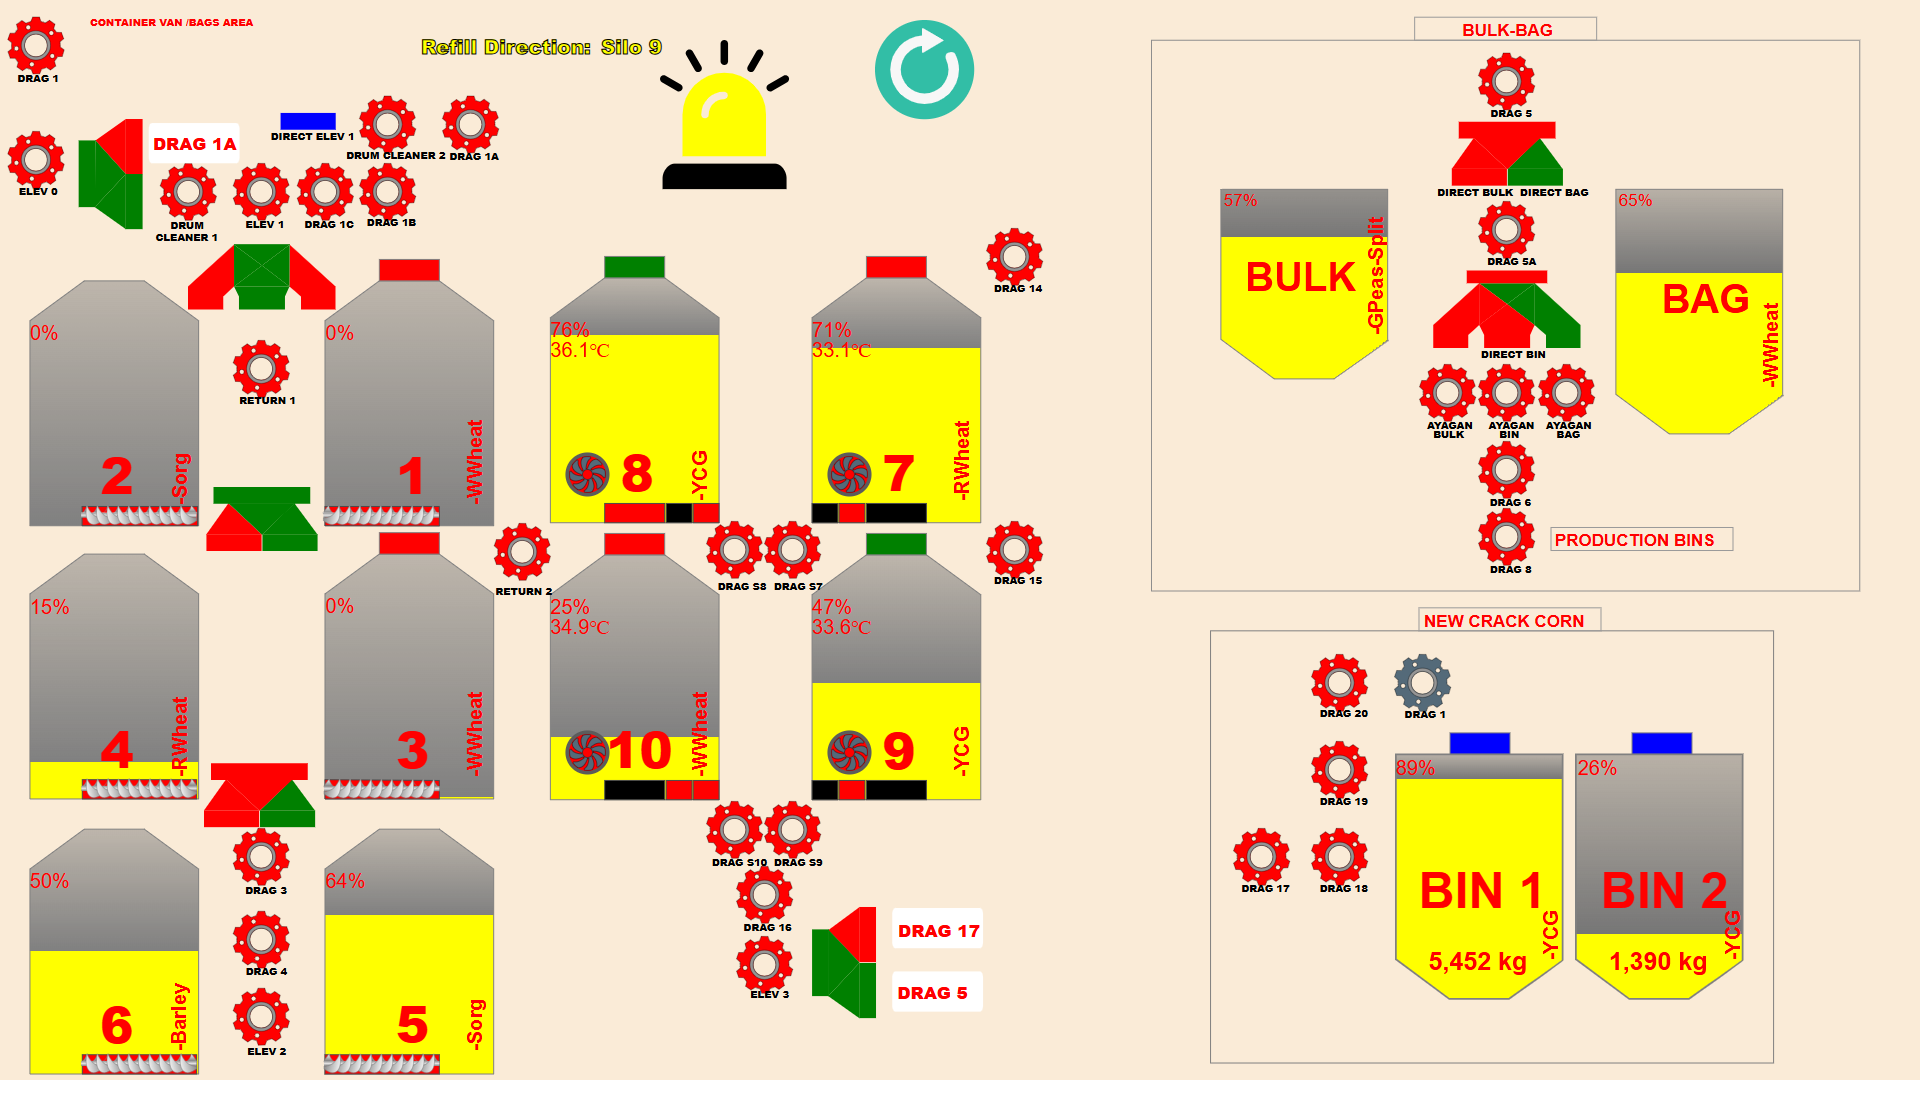 CONTAINER VAN /BAGS AREA
Refill Direction: Silo 9
DRAG 1
DRAG 1A
DIRECT ELEV 1
DRUM CLEANER 2
DRAG 1A
ELEV 0
DRUM
CLEANER 1
ELEV 1
DRAG 1C
DRAG 1B
0%
2
-Sorg
RETURN 1
0%
1
-WWheat
76%
36.1°C
8
-YCG
71%
33.1°C
7
-RWheat
DRAG 14
15%
4
-RWheat
0%
3
-WWheat
RETURN 2
25%
34.9°C
10
-WWheat
DRAG S8
DRAG S7
47%
33.6°C
9
-YCG
DRAG 15
50%
6
-Barley
DRAG 3
DRAG 4
ELEV 2
64%
5
-Sorg
DRAG S10
DRAG S9
DRAG 16
ELEV 3
DRAG 17
DRAG 5
BULK-BAG
DRAG 5
DIRECT BULK
DIRECT BAG
57%
BULK
-GPeas-Split
DRAG 5A
DIRECT BIN
65%
BAG
-WWheat
AYAGAN
BULK
AYAGAN
BIN
AYAGAN
BAG
DRAG 6
DRAG 8
PRODUCTION BINS
NEW CRACK CORN
DRAG 20
DRAG 1
DRAG 19
DRAG 17
DRAG 18
89%
BIN 1
-YCG
5,452 kg
26%
BIN 2
-YCG
1,390 kg